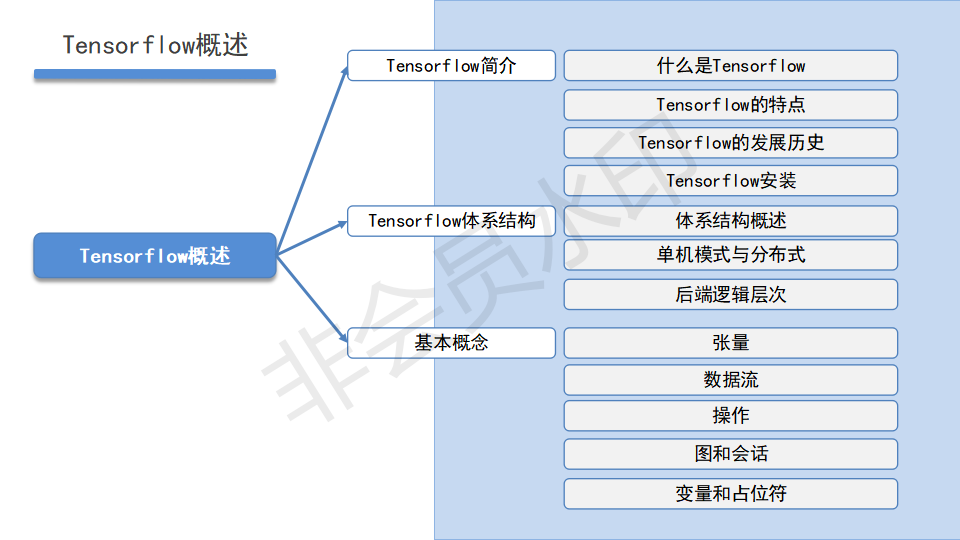 Tensorflow概述
Tensorflow概述
Tensorflow简介
什么是Tensorflow
Tensorflow的特点
Tensorflow的发展历史
Tensorflow安装
Tensorflow体系结构
体系结构概述
单机模式与分布式
后端逻辑层次
基本概念
张量
数据流
操作
图和会话
变量和占位符
非会员水印